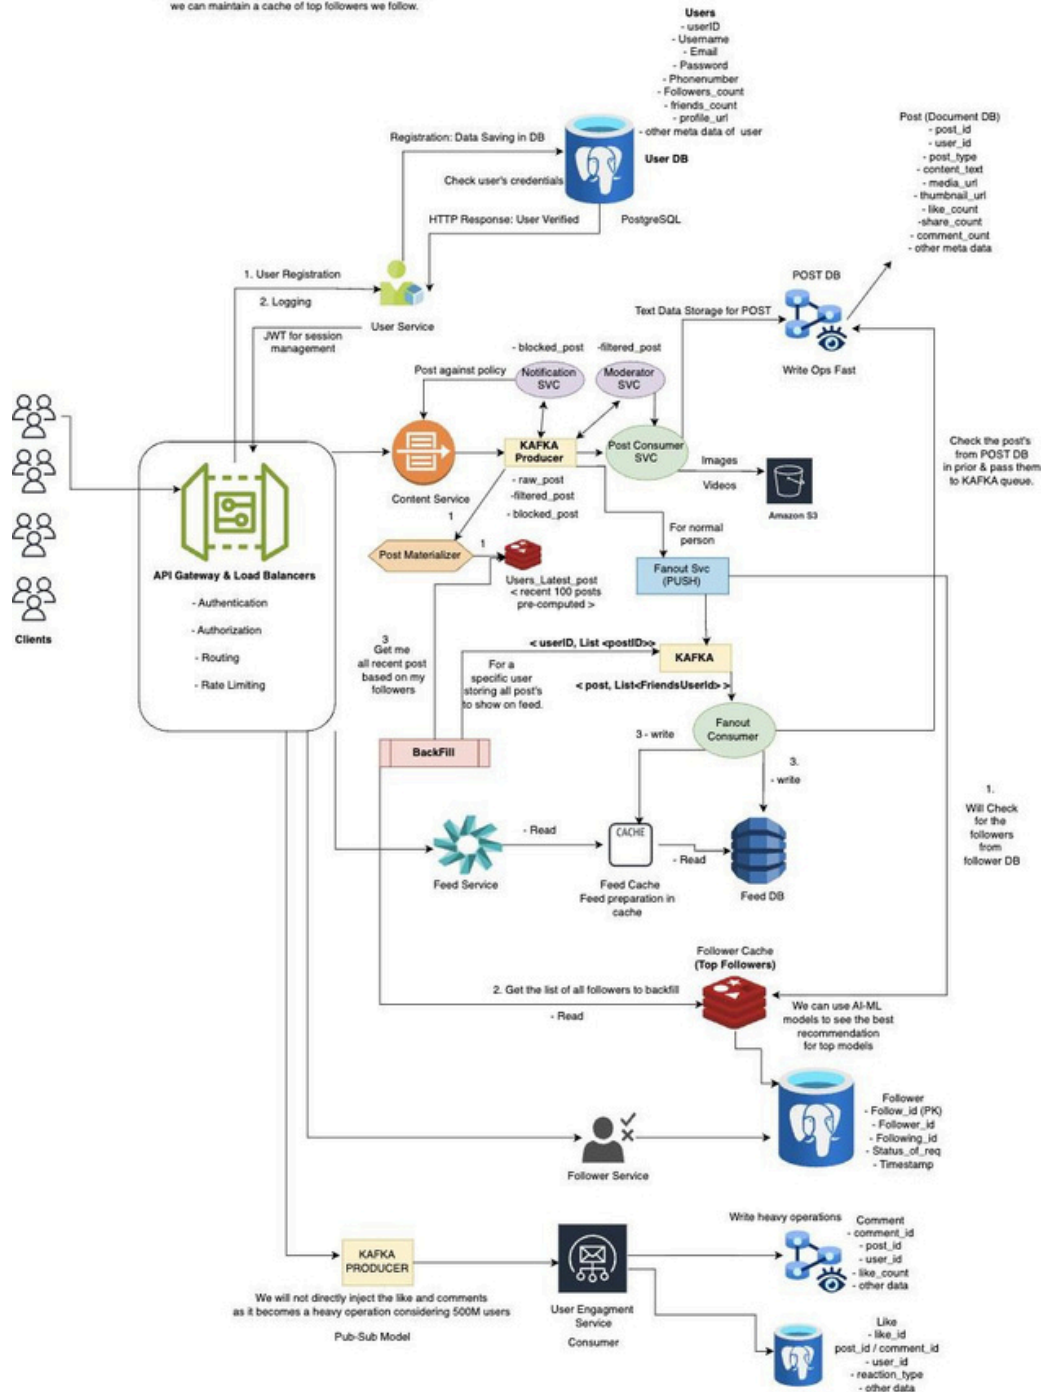 we can maintain a cache of top followers we follow.
Users
- userID
- Username
- Email
- Password
- Phonenumber
- Followers_count
- friends_count
- profile_url
- other meta data of user
User DB
PostgreSQL
Registration: Data Saving in DB
Check user's credentials
HTTP Response: User Verified
Post (Document DB)
- post_id
- user_id
- post_type
- content_text
- media_url
- thumbnail_url
- like_count
-share_count
- comment_ount
- other meta data
1. User Registration
2. Logging
User Service
JWT for session
management
POST DB
Text Data Storage for POST
Write Ops Fast
- blocked_post
-filtered_post
Post against policy
Notification
SVC
Moderator
SVC
KAFKA
Producer
Post Consumer
SVC
Content Service
- raw_post
-filtered_post
- blocked_post
Images
Videos
Amazon S3
Check the post's
from POST DB
in prior & pass them
to KAFKA queue.
1
Post Materializer
1
For normal
person
API Gateway & Load Balancers
- Authentication
- Authorization
- Routing
- Rate Limiting
Clients
Users_Latest_post
< recent 100 posts
pre-computed >
Fanout Svc
(PUSH)
3
Get me
all recent post
based on my
followers
< userID, List <postID>>
For a
specific user
storing all post's
to show on feed.
KAFKA
< post, List<FriendsUserId> >
Fanout
Consumer
BackFill
3 - write
3.
- write
1.
Will Check
for the
followers
from
follower DB
- Read
CACHE
- Read
Feed Service
Feed Cache
Feed preparation in
cache
Feed DB
Follower Cache
(Top Followers)
2. Get the list of all followers to backfill
- Read
We can use AI-ML
models to see the best
recommendation
for top models
Follower
- Follow_id (PK)
- Follower_id
- Following_id
- Status_of_req
- Timestamp
Follower Service
Write heavy operations
Comment
- comment_id
- post_id
- user_id
- like_count
- other data
KAFKA
PRODUCER
We will not directly inject the like and comments
as it becomes a heavy operation considering 500M users
Pub-Sub Model
User Engagment
Service
Consumer
Like
- like_id
post_id / comment_id
- user_id
- reaction_type
- other data